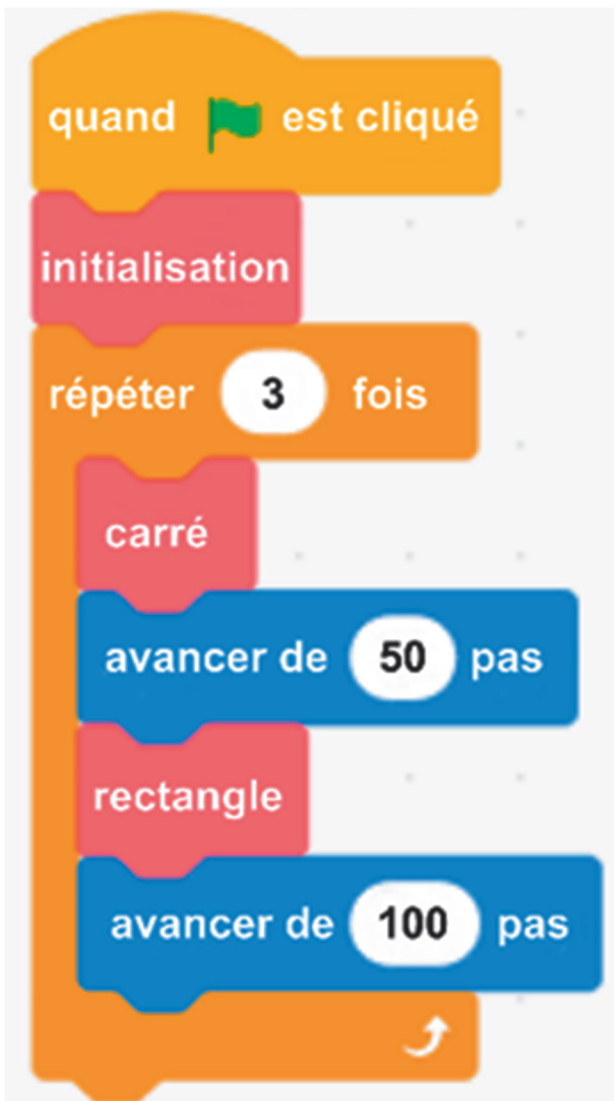 quand est cliqué
initialisation
répéter 3 fois
carré
avancer de 50 pas
rectangle
avancer de 100 pas